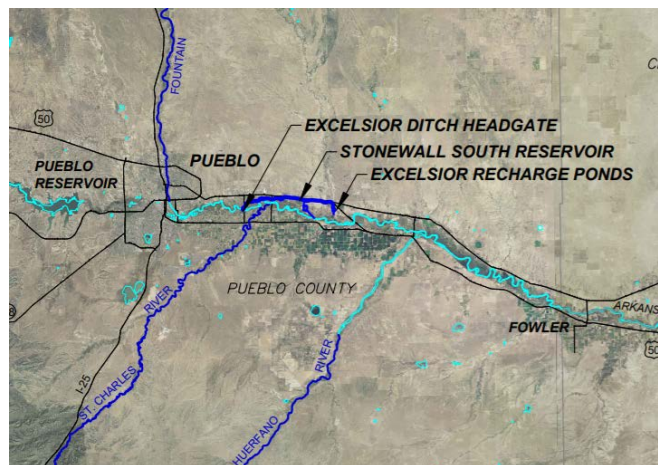 C
50
FOUNTAIN
EXCELSIOR DITCH HEADGATE
PUEBLO
STONEWALL SOUTH RESERVOIR
PUEBLO
RESERVOIR
EXCELSIOR RECHARGE PONDS
PUEBLO COUNTY
RIVER
ARKANS
FOWLER
50
I-25
ST. CHARLES
RIVER
HUERFANO